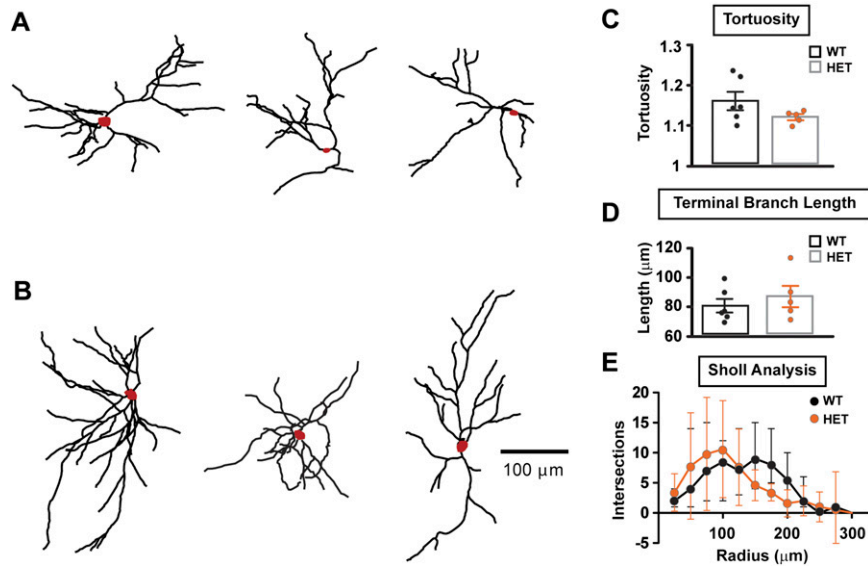 A
B
100 μm
C
Tortuosity
WT
HET
Tortuosity
1.3
1.2
1.1
1
D
Terminal Branch Length
WT
HET
Length (μm)
120
100
80
60
E
Sholl Analysis
WT
HET
Intersections
20
15
10
5
0
-5
100 200 300
Radius (μm)